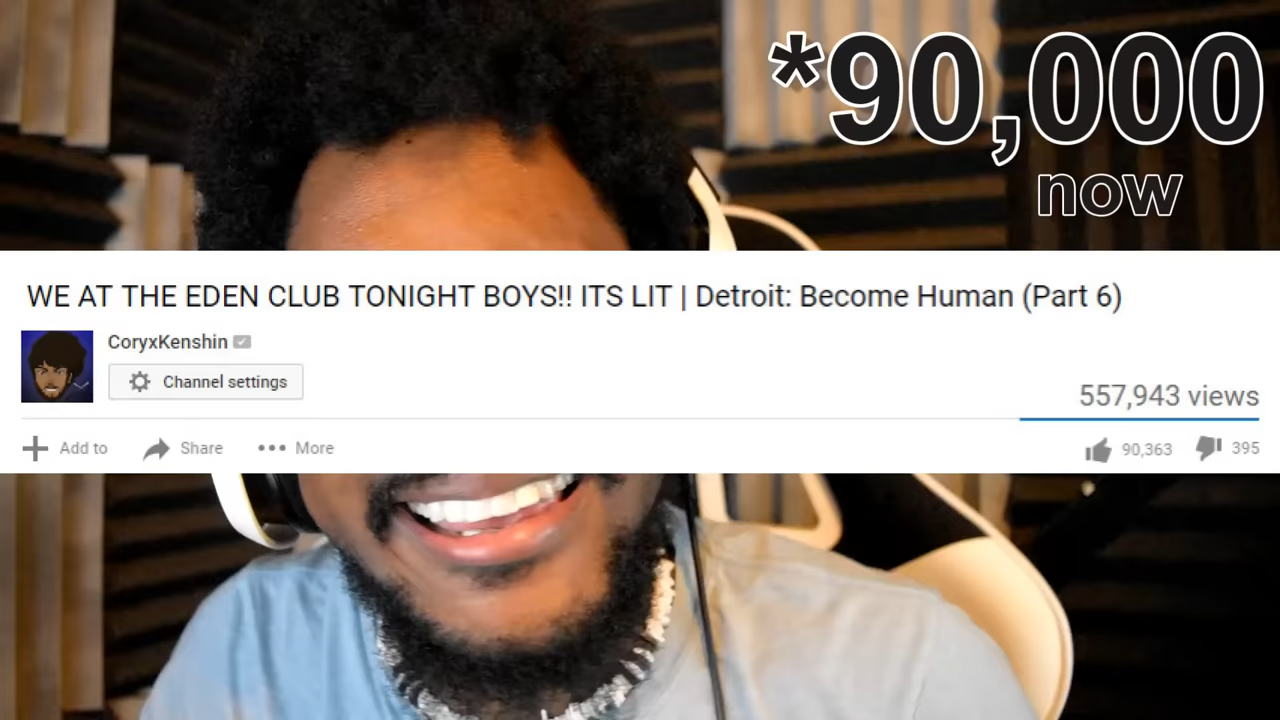 *90,000
now
WE AT THE EDEN CLUB TONIGHT BOYS!! ITS LIT | Detroit: Become Human (Part 6)
CoryxKenshin
Channel settings
557,943 views
Add to Share More 90,363 395